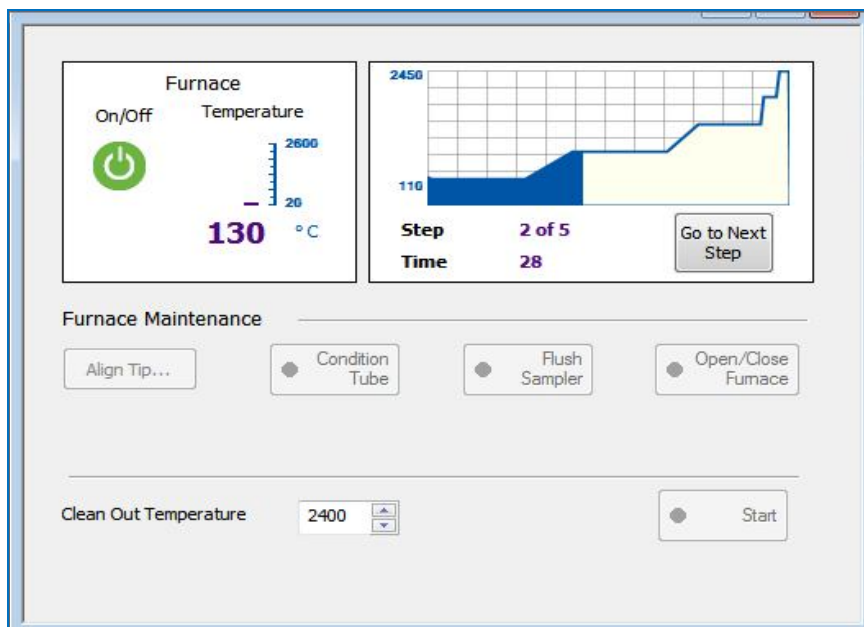 Furnace
On/Off
Temperature
2600
20
130 °C
2450
110
Step 2 of 5
Time 28
Go to Next
Step
Furnace Maintenance
Align Tip...
Condition
Tube
Flush
Sampler
Open/Close
Furnace
Clean Out Temperature
2400
Start